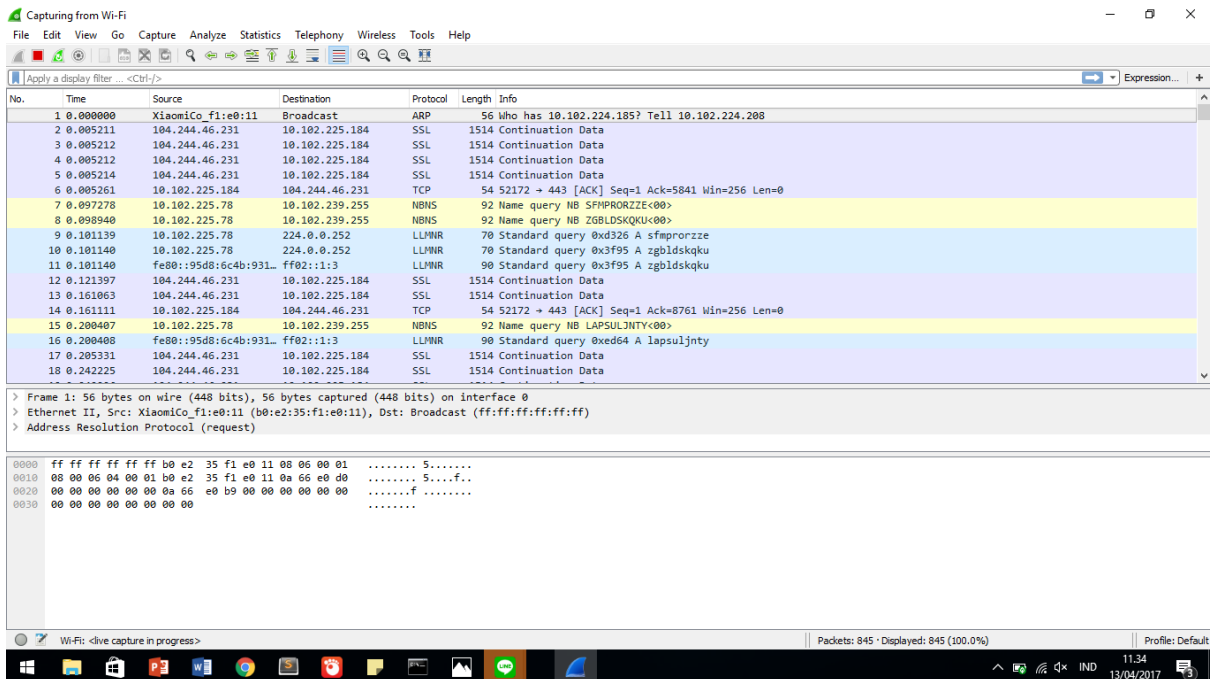 Capturing from Wi-Fi
File Edit View Go Capture Analyze Statistics Telephony Wireless Tools Help
Apply a display filter ... <Ctrl-/> Expression... +
No. Time Source Destination Protocol Length Info
1 0.000000 XiaomiCo_f1:e0:11 Broadcast ARP 56 Who has 10.102.224.185? Tell 10.102.224.208
2 0.005211 104.244.46.231 10.102.225.184 SSL 1514 Continuation Data
3 0.005212 104.244.46.231 10.102.225.184 SSL 1514 Continuation Data
4 0.005212 104.244.46.231 10.102.225.184 SSL 1514 Continuation Data
5 0.005214 104.244.46.231 10.102.225.184 SSL 1514 Continuation Data
6 0.005261 10.102.225.184 104.244.46.231 TCP 54 52172 → 443 [ACK] Seq=1 Ack=5841 Win=256 Len=0
7 0.097278 10.102.225.78 10.102.239.255 NBNS 92 Name query NB SFMPRORZZE<00>
8 0.098940 10.102.225.78 10.102.239.255 NBNS 92 Name query NB ZGBLDSKQKU<00>
9 0.101139 10.102.225.78 224.0.0.252 LLMNR 70 Standard query 0xd326 A sfmprorzze
10 0.101140 10.102.225.78 224.0.0.252 LLMNR 70 Standard query 0x3f95 A zgbldskqku
11 0.101140 fe80::95d8:6c4b:931… ff02::1:3 LLMNR 90 Standard query 0x3f95 A zgbldskqku
12 0.121397 104.244.46.231 10.102.225.184 SSL 1514 Continuation Data
13 0.161063 104.244.46.231 10.102.225.184 SSL 1514 Continuation Data
14 0.161111 10.102.225.184 104.244.46.231 TCP 54 52172 → 443 [ACK] Seq=1 Ack=8761 Win=256 Len=0
15 0.200407 10.102.225.78 10.102.239.255 NBNS 92 Name query NB LAPSULJNTY<00>
16 0.200408 fe80::95d8:6c4b:931… ff02::1:3 LLMNR 90 Standard query 0xed64 A lapsuljnty
17 0.205331 104.244.46.231 10.102.225.184 SSL 1514 Continuation Data
18 0.242225 104.244.46.231 10.102.225.184 SSL 1514 Continuation Data
> Frame 1: 56 bytes on wire (448 bits), 56 bytes captured (448 bits) on interface 0
> Ethernet II, Src: XiaomiCo_f1:e0:11 (b0:e2:35:f1:e0:11), Dst: Broadcast (ff:ff:ff:ff:ff:ff)
> Address Resolution Protocol (request)
0000 ff ff ff ff ff ff b0 e2 35 f1 e0 11 08 06 00 01 ........ 5.......
0010 08 00 06 04 00 01 b0 e2 35 f1 e0 11 0a 66 e0 d0 ........ 5....f..
0020 00 00 00 00 00 00 0a 66 e0 b9 00 00 00 00 00 00 .......f ........
0030 00 00 00 00 00 00 00 00 ........
Wi-Fi: <live capture in progress> Packets: 845 · Displayed: 845 (100.0%) Profile: Default
IND 11.34
13/04/2017